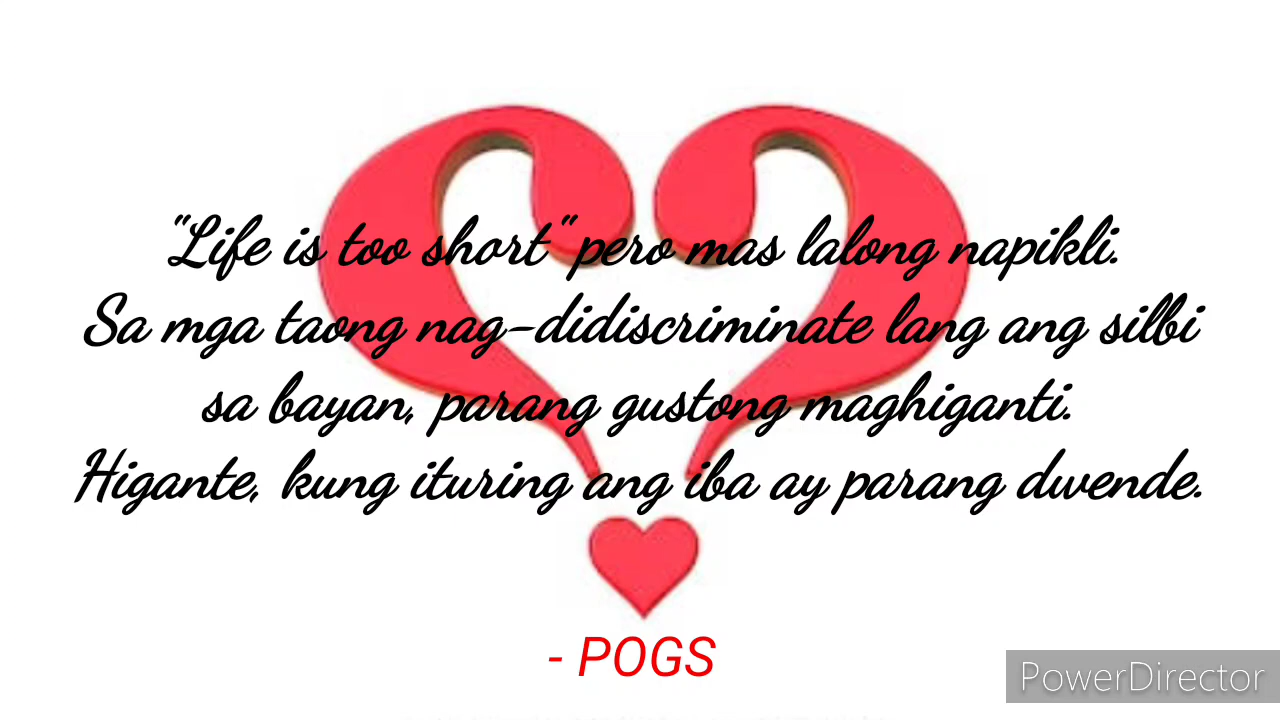 "Life is too short" pero mas lalong napikli.
Sa mga taong nag-didiscriminate lang ang silbi
sa bayan, parang gustong maghiganti.
Higante, kung ituring ang iba ay parang dwende.
- POGS
PowerDirector